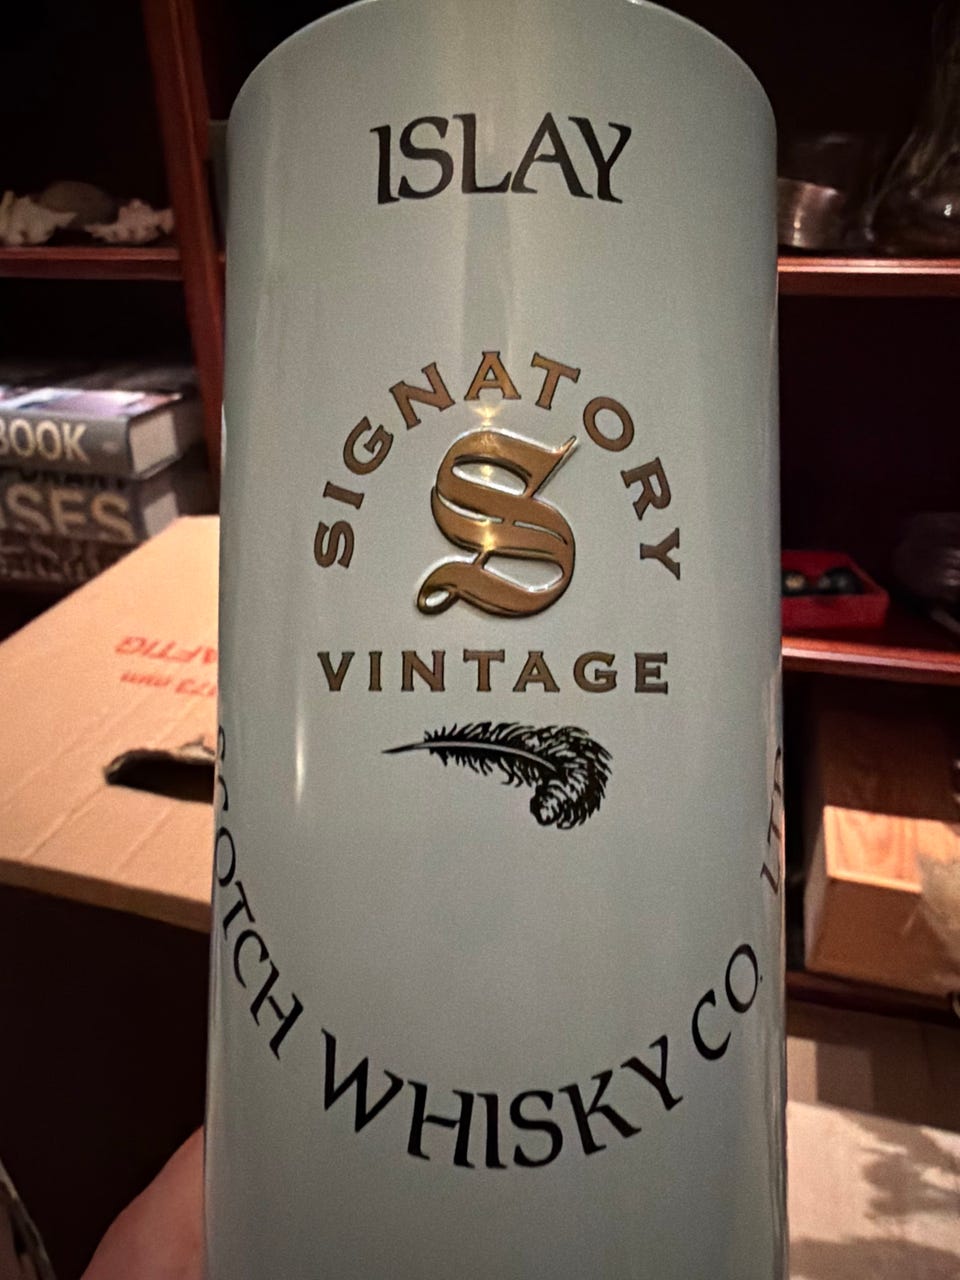 ISLAY
SIGNATORY
S
VINTAGE
SCOTCH WHISKY CO. LTD
BOOK